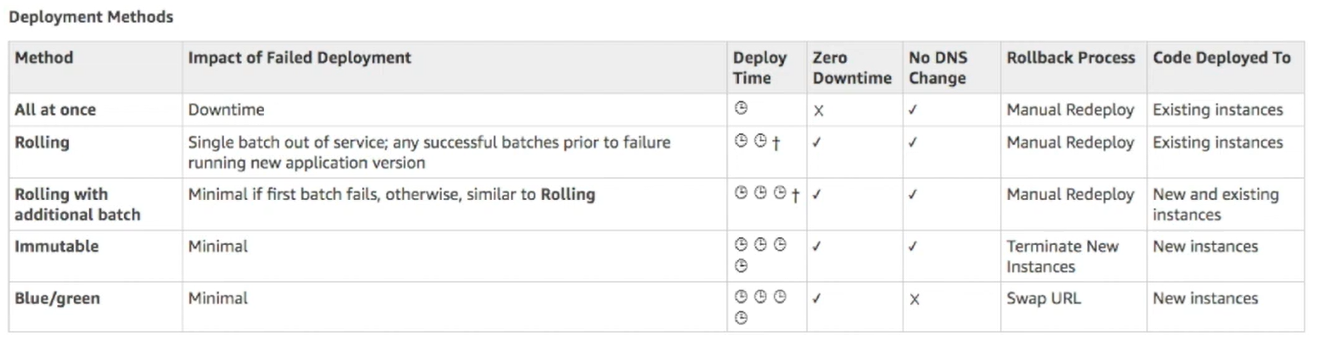 Deployment Methods
Method Impact of Failed Deployment Deploy Zero No DNS Rollback Process Code Deployed To
Time Downtime Change
All at once Downtime 🕒 X ✓ Manual Redeploy Existing instances
Rolling Single batch out of service; any successful batches prior to failure 🕒 🕒 † ✓ ✓ Manual Redeploy Existing instances
running new application version
Rolling with Minimal if first batch fails, otherwise, similar to Rolling 🕒 🕒 🕒 † ✓ ✓ Manual Redeploy New and existing
additional batch instances
Immutable Minimal 🕒 🕒 🕒 ✓ ✓ Terminate New New instances
🕒 Instances
Blue/green Minimal 🕒 🕒 🕒 ✓ X Swap URL New instances
🕒